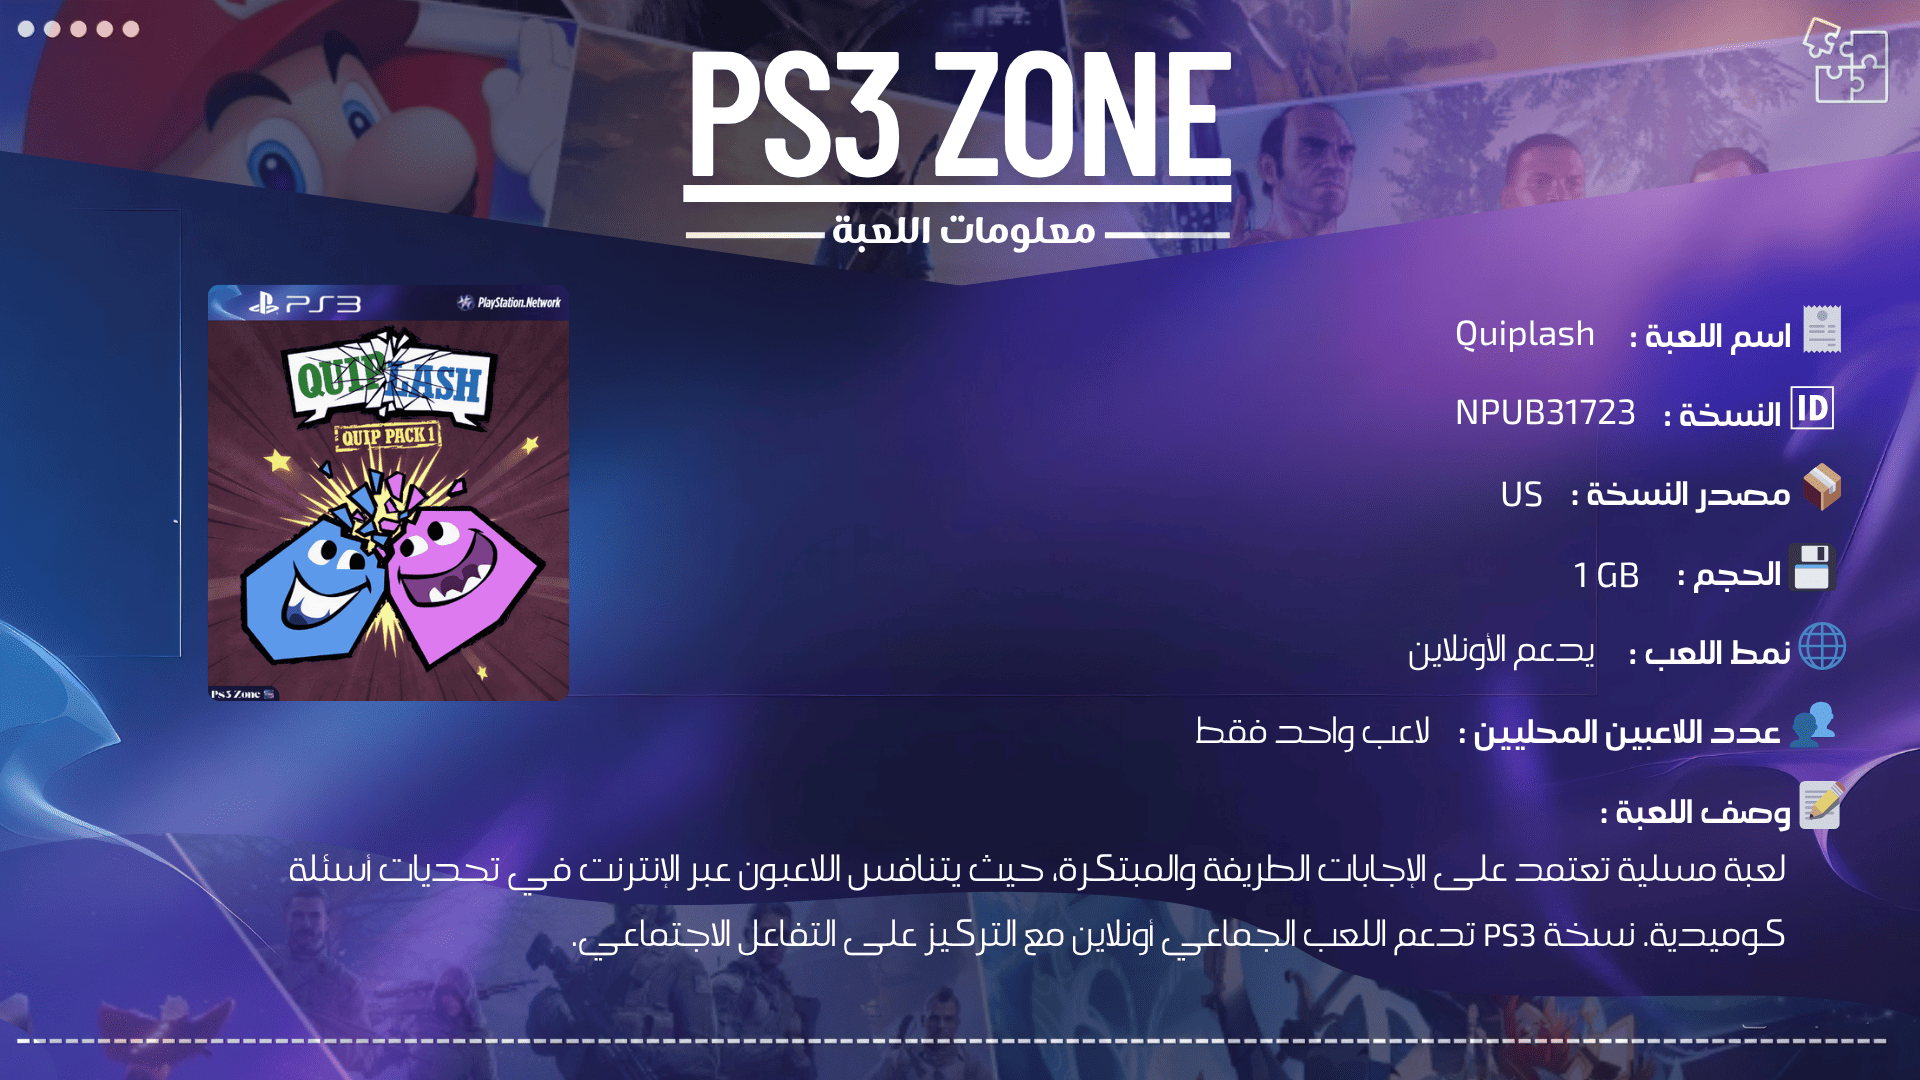 PS3 ZONE
معلومات اللعبة
PS3 PlayStation.Network
QUIPLASH
QUIP PACK 1
Ps3 Zone
اسم اللعبة : Quiplash
ID النسخة : NPUB31723
مصدر النسخة : US
الحجم : 1 GB
نمط اللعب : يدعم الأونلاين
عدد اللاعبين المحليين : لاعب واحد فقط
وصف اللعبة :
لعبة مسلية تعتمد على الإجابات الطريفة والمبتكرة، حيث يتنافس اللاعبون عبر الإنترنت في تحديات أسئلة
كوميدية. نسخة PS3 تدعم اللعب الجماعي أونلاين مع التركيز على التفاعل الاجتماعي.